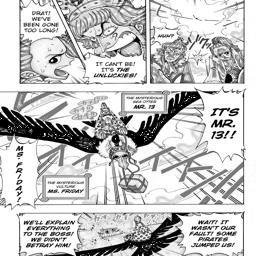 DRAT!
WE'VE
BEEN GONE
TOO LONG!
IT CAN'T BE!
IT'S THE
UNLUCKIES!
HUH?
THE MYSTERIOUS
SEA OTTER
MR. 13
IT'S
MR.
13!!
MS. FRIDAY!
THE MYSTERIOUS
VULTURE
MS. FRIDAY
WE'LL EXPLAIN
EVERYTHING
TO THE BOSS!
WE DIDN'T
BETRAY HIM!
WAIT! IT
WASN'T OUR
FAULT! SOME
PIRATES
JUMPED US!